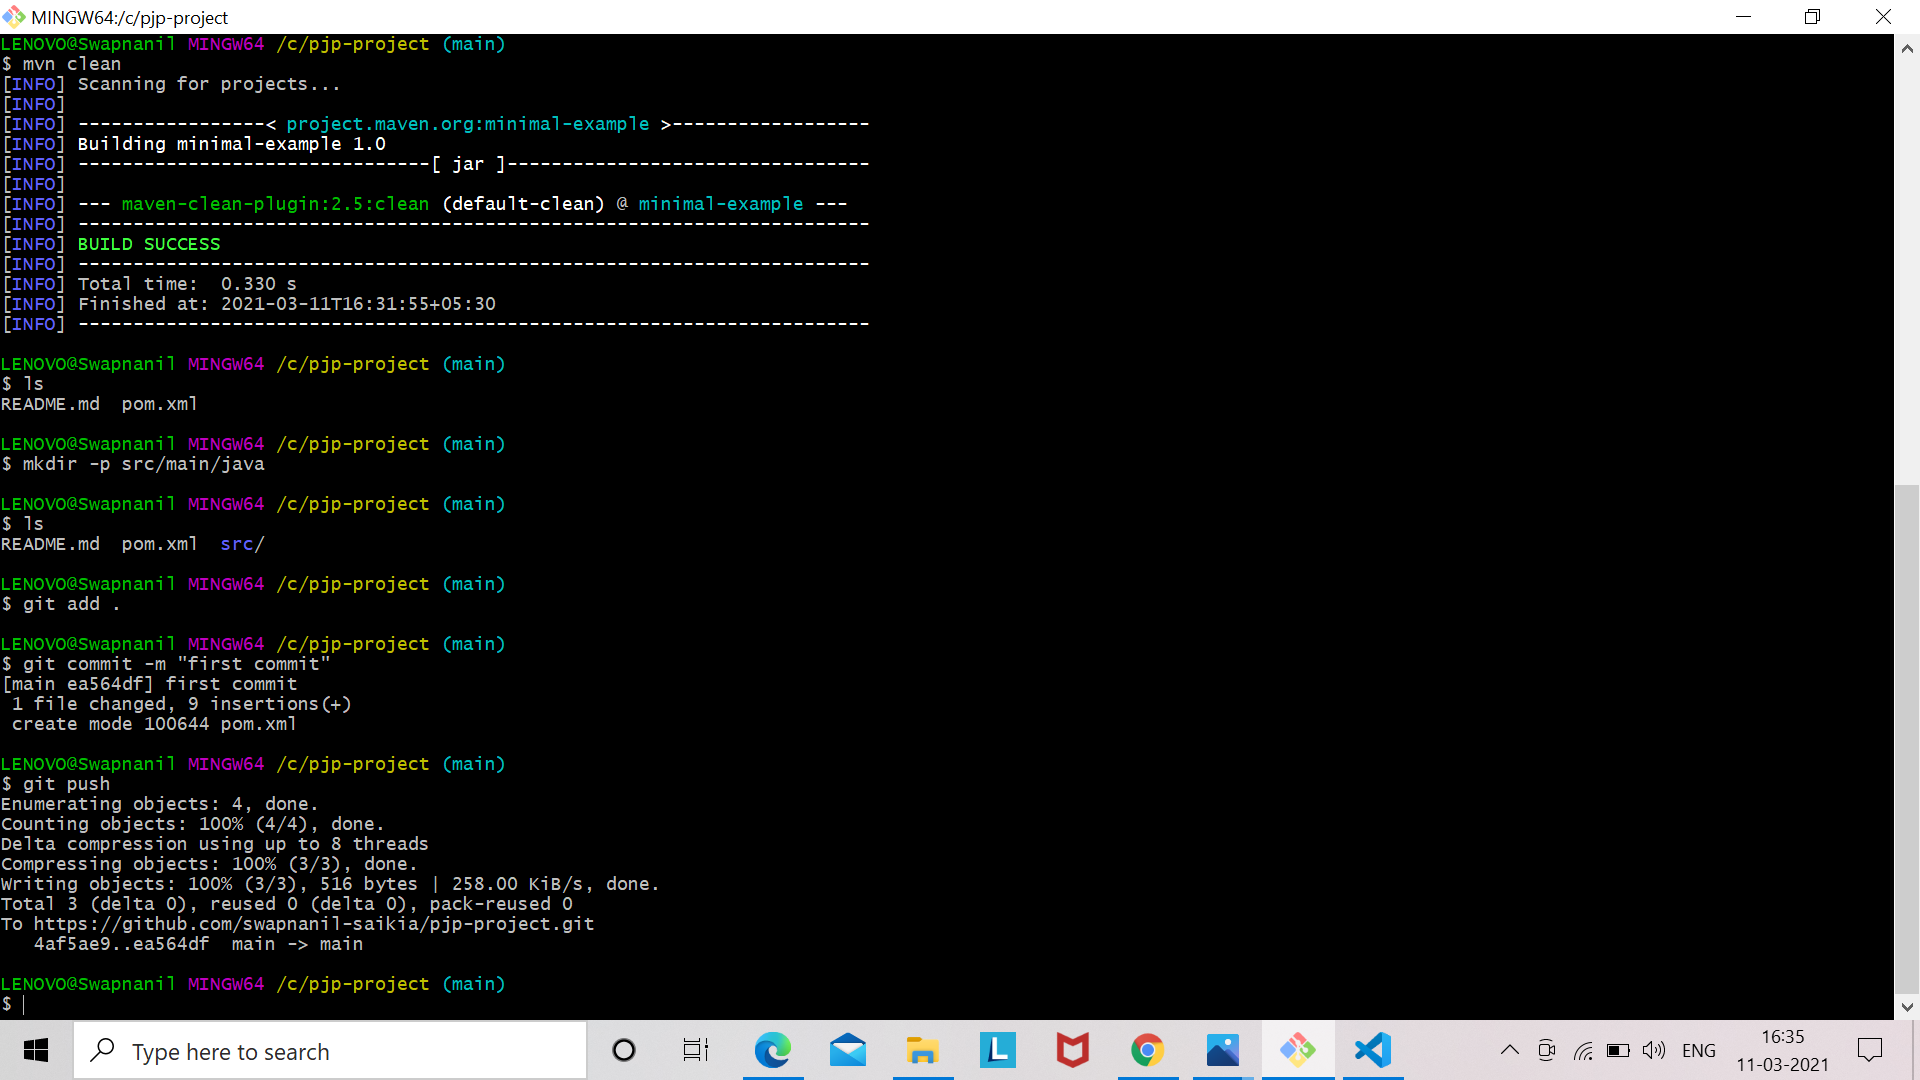 MINGW64:/c/pjp-project
LENOVO@Swapnanil MINGW64 /c/pjp-project (main)
$ mvn clean
[INFO] Scanning for projects...
[INFO]
[INFO] -----------------< project.maven.org:minimal-example >------------------
[INFO] Building minimal-example 1.0
[INFO] --------------------------------[ jar ]---------------------------------
[INFO]
[INFO] --- maven-clean-plugin:2.5:clean (default-clean) @ minimal-example ---
[INFO] ------------------------------------------------------------------------
[INFO] BUILD SUCCESS
[INFO] ------------------------------------------------------------------------
[INFO] Total time:  0.330 s
[INFO] Finished at: 2021-03-11T16:31:55+05:30
[INFO] ------------------------------------------------------------------------
LENOVO@Swapnanil MINGW64 /c/pjp-project (main)
$ ls
README.md  pom.xml
LENOVO@Swapnanil MINGW64 /c/pjp-project (main)
$ mkdir -p src/main/java
LENOVO@Swapnanil MINGW64 /c/pjp-project (main)
$ ls
README.md  pom.xml  src/
LENOVO@Swapnanil MINGW64 /c/pjp-project (main)
$ git add .
LENOVO@Swapnanil MINGW64 /c/pjp-project (main)
$ git commit -m "first commit"
[main ea564df] first commit
 1 file changed, 9 insertions(+)
 create mode 100644 pom.xml
LENOVO@Swapnanil MINGW64 /c/pjp-project (main)
$ git push
Enumerating objects: 4, done.
Counting objects: 100% (4/4), done.
Delta compression using up to 8 threads
Compressing objects: 100% (3/3), done.
Writing objects: 100% (3/3), 516 bytes | 258.00 KiB/s, done.
Total 3 (delta 0), reused 0 (delta 0), pack-reused 0
To https://github.com/swapnanil-saikia/pjp-project.git
   4af5ae9..ea564df  main -> main
LENOVO@Swapnanil MINGW64 /c/pjp-project (main)
$
Type here to search
L
ENG
16:35
11-03-2021